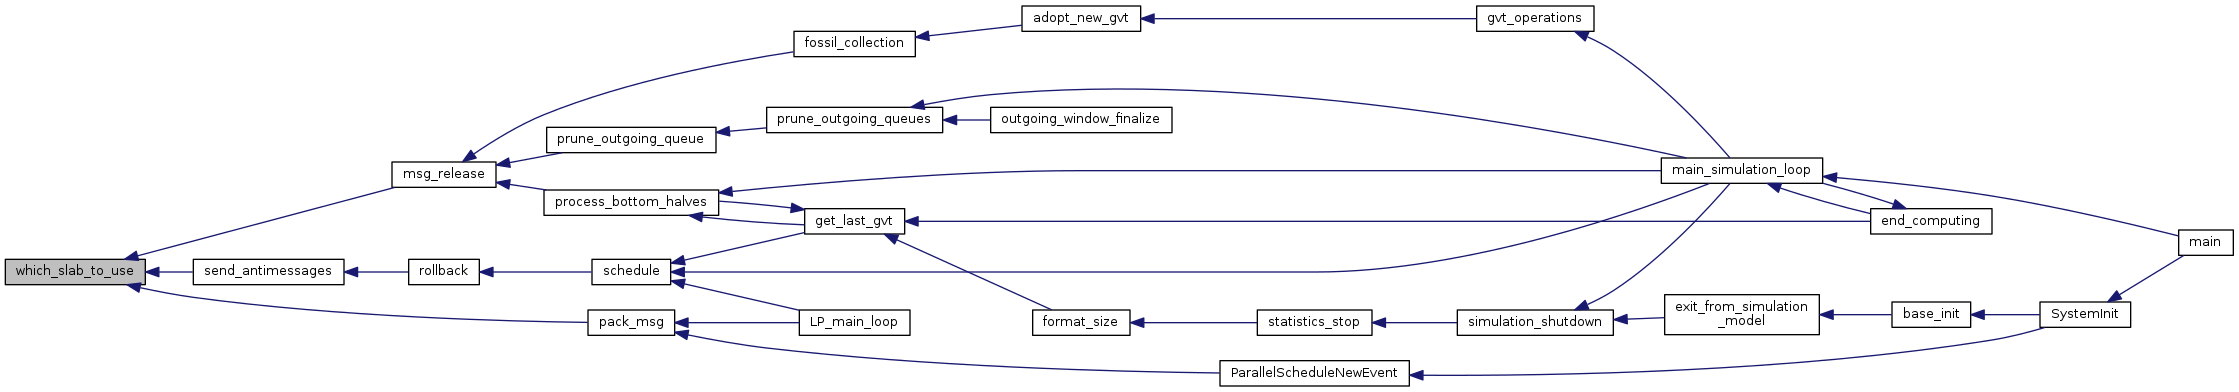 adopt_new_gvt
gvt_operations
fossil_collection
prune_outgoing_queues
outgoing_window_finalize
prune_outgoing_queue
msg_release
main_simulation_loop
process_bottom_halves
get_last_gvt
end_computing
main
which_slab_to_use
send_antimessages
rollback
schedule
exit_from_simulation
_model
base_init
SystemInit
pack_msg
LP_main_loop
format_size
statistics_stop
simulation_shutdown
ParallelScheduleNewEvent